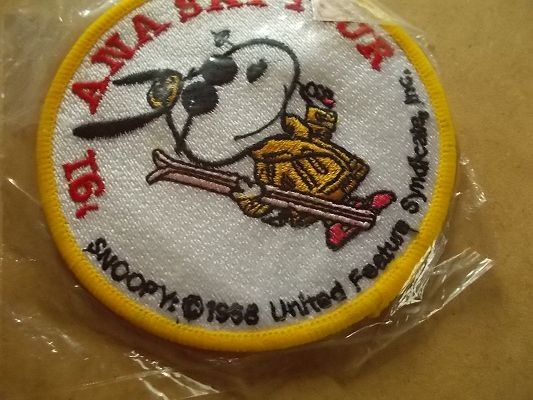 '91 ANA SKI TOUR
SNOOPY: ©1958 United Feature Syndicate, Inc.